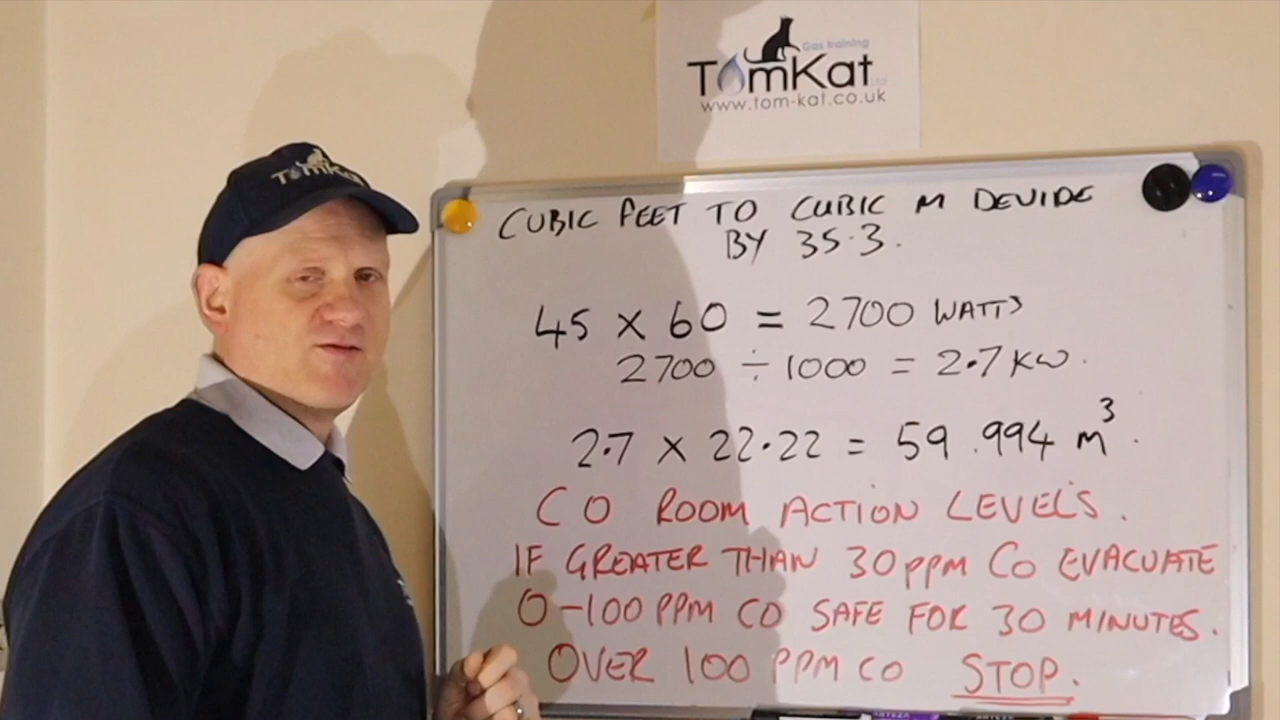 Gas training
TomKat Ltd
www.tom-kat.co.uk
TomKat
CUBIC FEET TO CUBIC M DEVIDE
BY 35.3.
45 x 60 = 2700 WATTS
2700 ÷ 1000 = 2.7 KW.
2.7 x 22.22 = 59.994 m³.
CO ROOM ACTION LEVELS.
IF GREATER THAN 30ppm CO EVACUATE
0-100 PPM CO SAFE FOR 30 MINUTES.
OVER 100 PPM CO STOP.